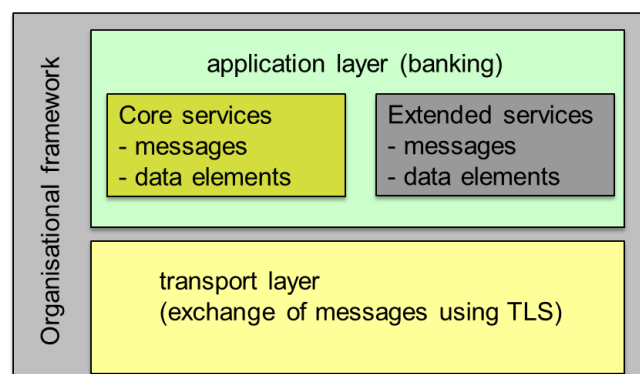 Organisational framework
application layer (banking)
Core services
- messages
- data elements
Extended services
- messages
- data elements
transport layer
(exchange of messages using TLS)